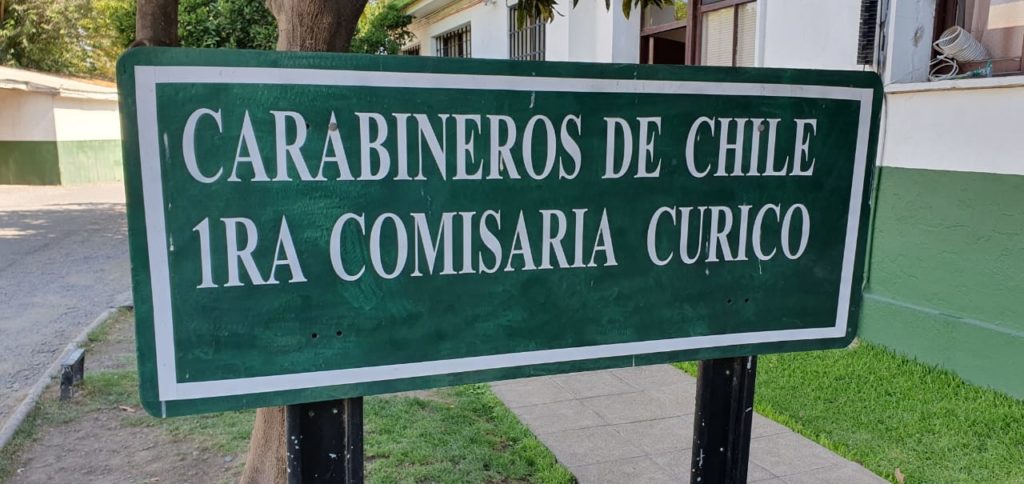 CARABINEROS DE CHILE
1RA COMISARIA CURICO